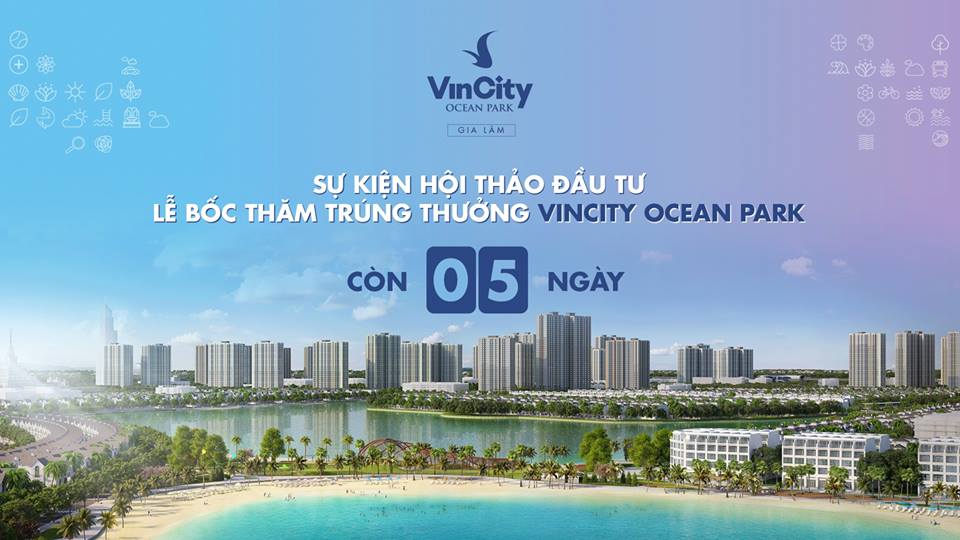 VinCity
OCEAN PARK
GIA LÂM
SỰ KIỆN HỘI THẢO ĐẦU TƯ
LỄ BỐC THĂM TRÚNG THƯỞNG VINCITY OCEAN PARK
CÒN 05 NGÀY